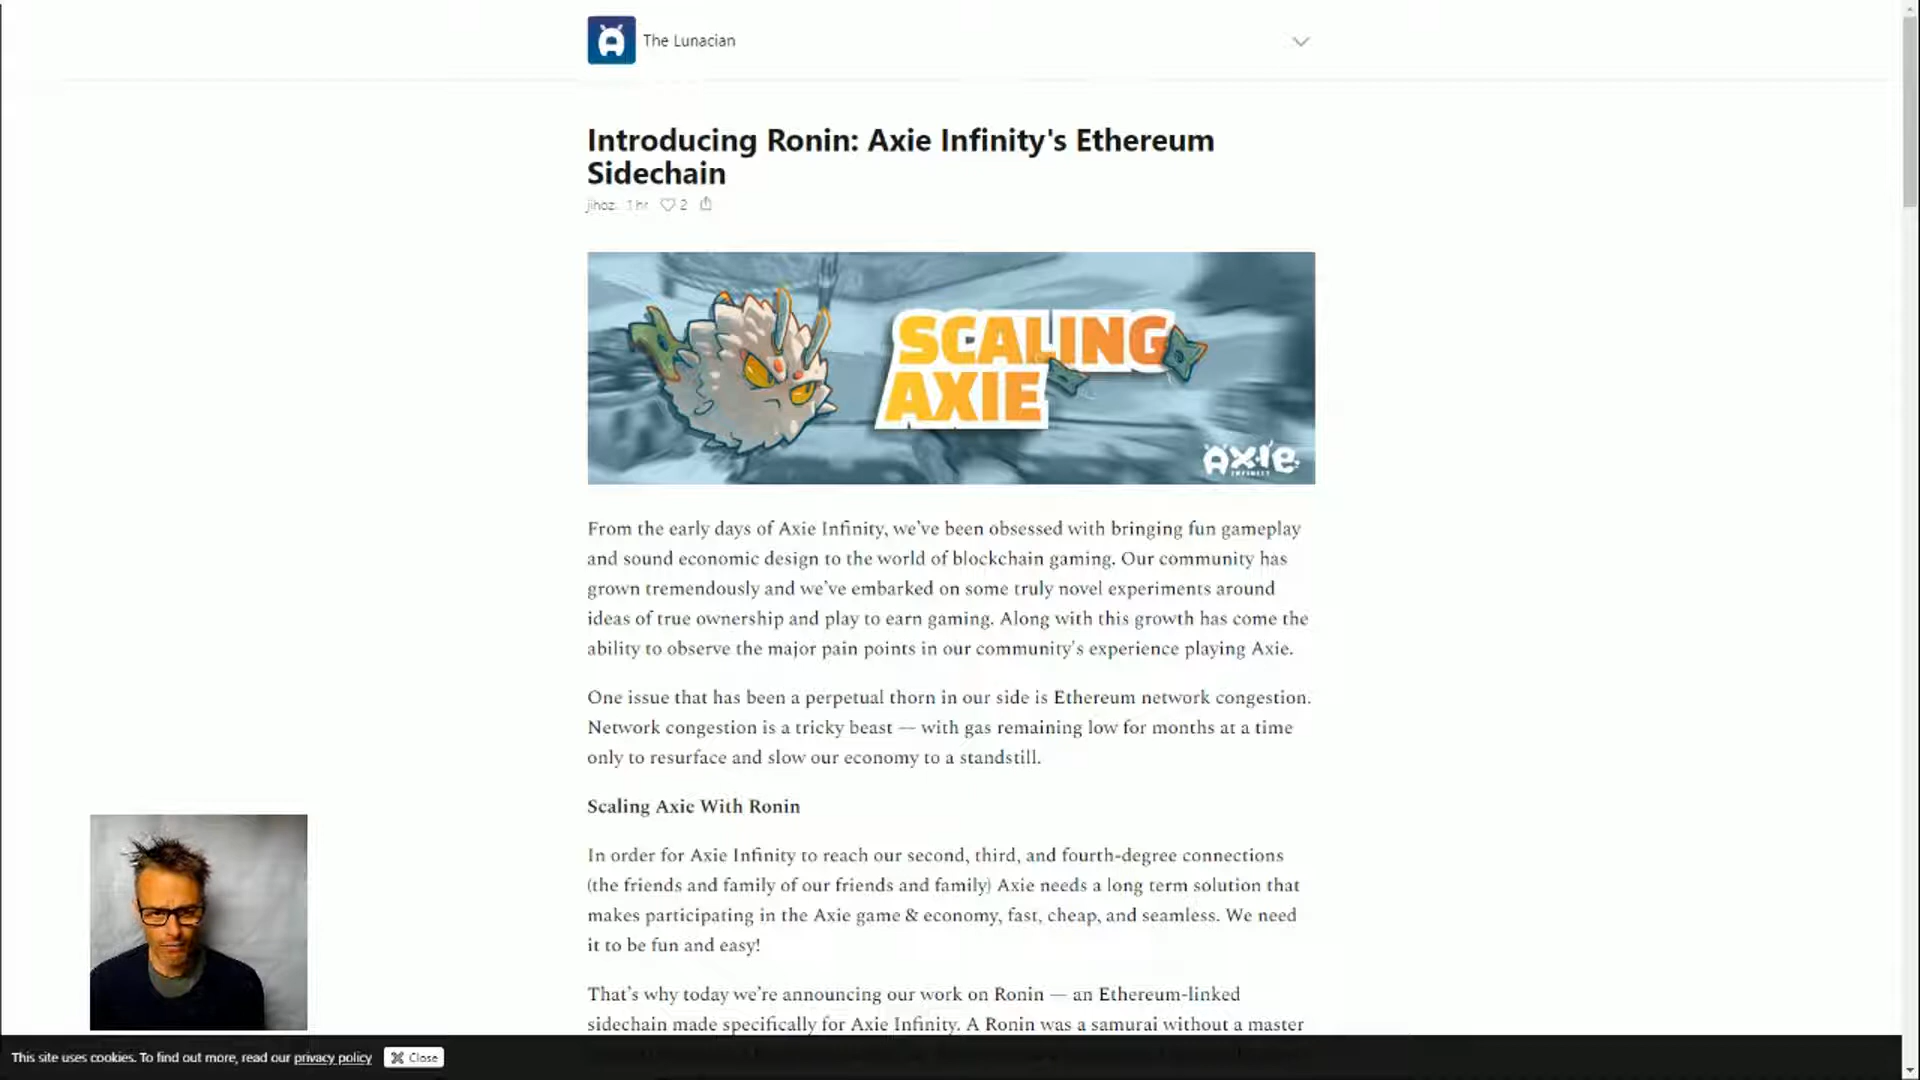 The Lunacian
Introducing Ronin: Axie Infinity's Ethereum
Sidechain
jihoz 1 hr 2
SCALING
AXIE
AXIE
INFINITY
From the early days of Axie Infinity, we've been obsessed with bringing fun gameplay
and sound economic design to the world of blockchain gaming. Our community has
grown tremendously and we've embarked on some truly novel experiments around
ideas of true ownership and play to earn gaming. Along with this growth has come the
ability to observe the major pain points in our community's experience playing Axie.
One issue that has been a perpetual thorn in our side is Ethereum network congestion.
Network congestion is a tricky beast — with gas remaining low for months at a time
only to resurface and slow our economy to a standstill.
Scaling Axie With Ronin
In order for Axie Infinity to reach our second, third, and fourth-degree connections
(the friends and family of our friends and family) Axie needs a long term solution that
makes participating in the Axie game & economy, fast, cheap, and seamless. We need
it to be fun and easy!
That's why today we're announcing our work on Ronin — an Ethereum-linked
sidechain made specifically for Axie Infinity. A Ronin was a samurai without a master
This site uses cookies. To find out more, read our privacy policy Close